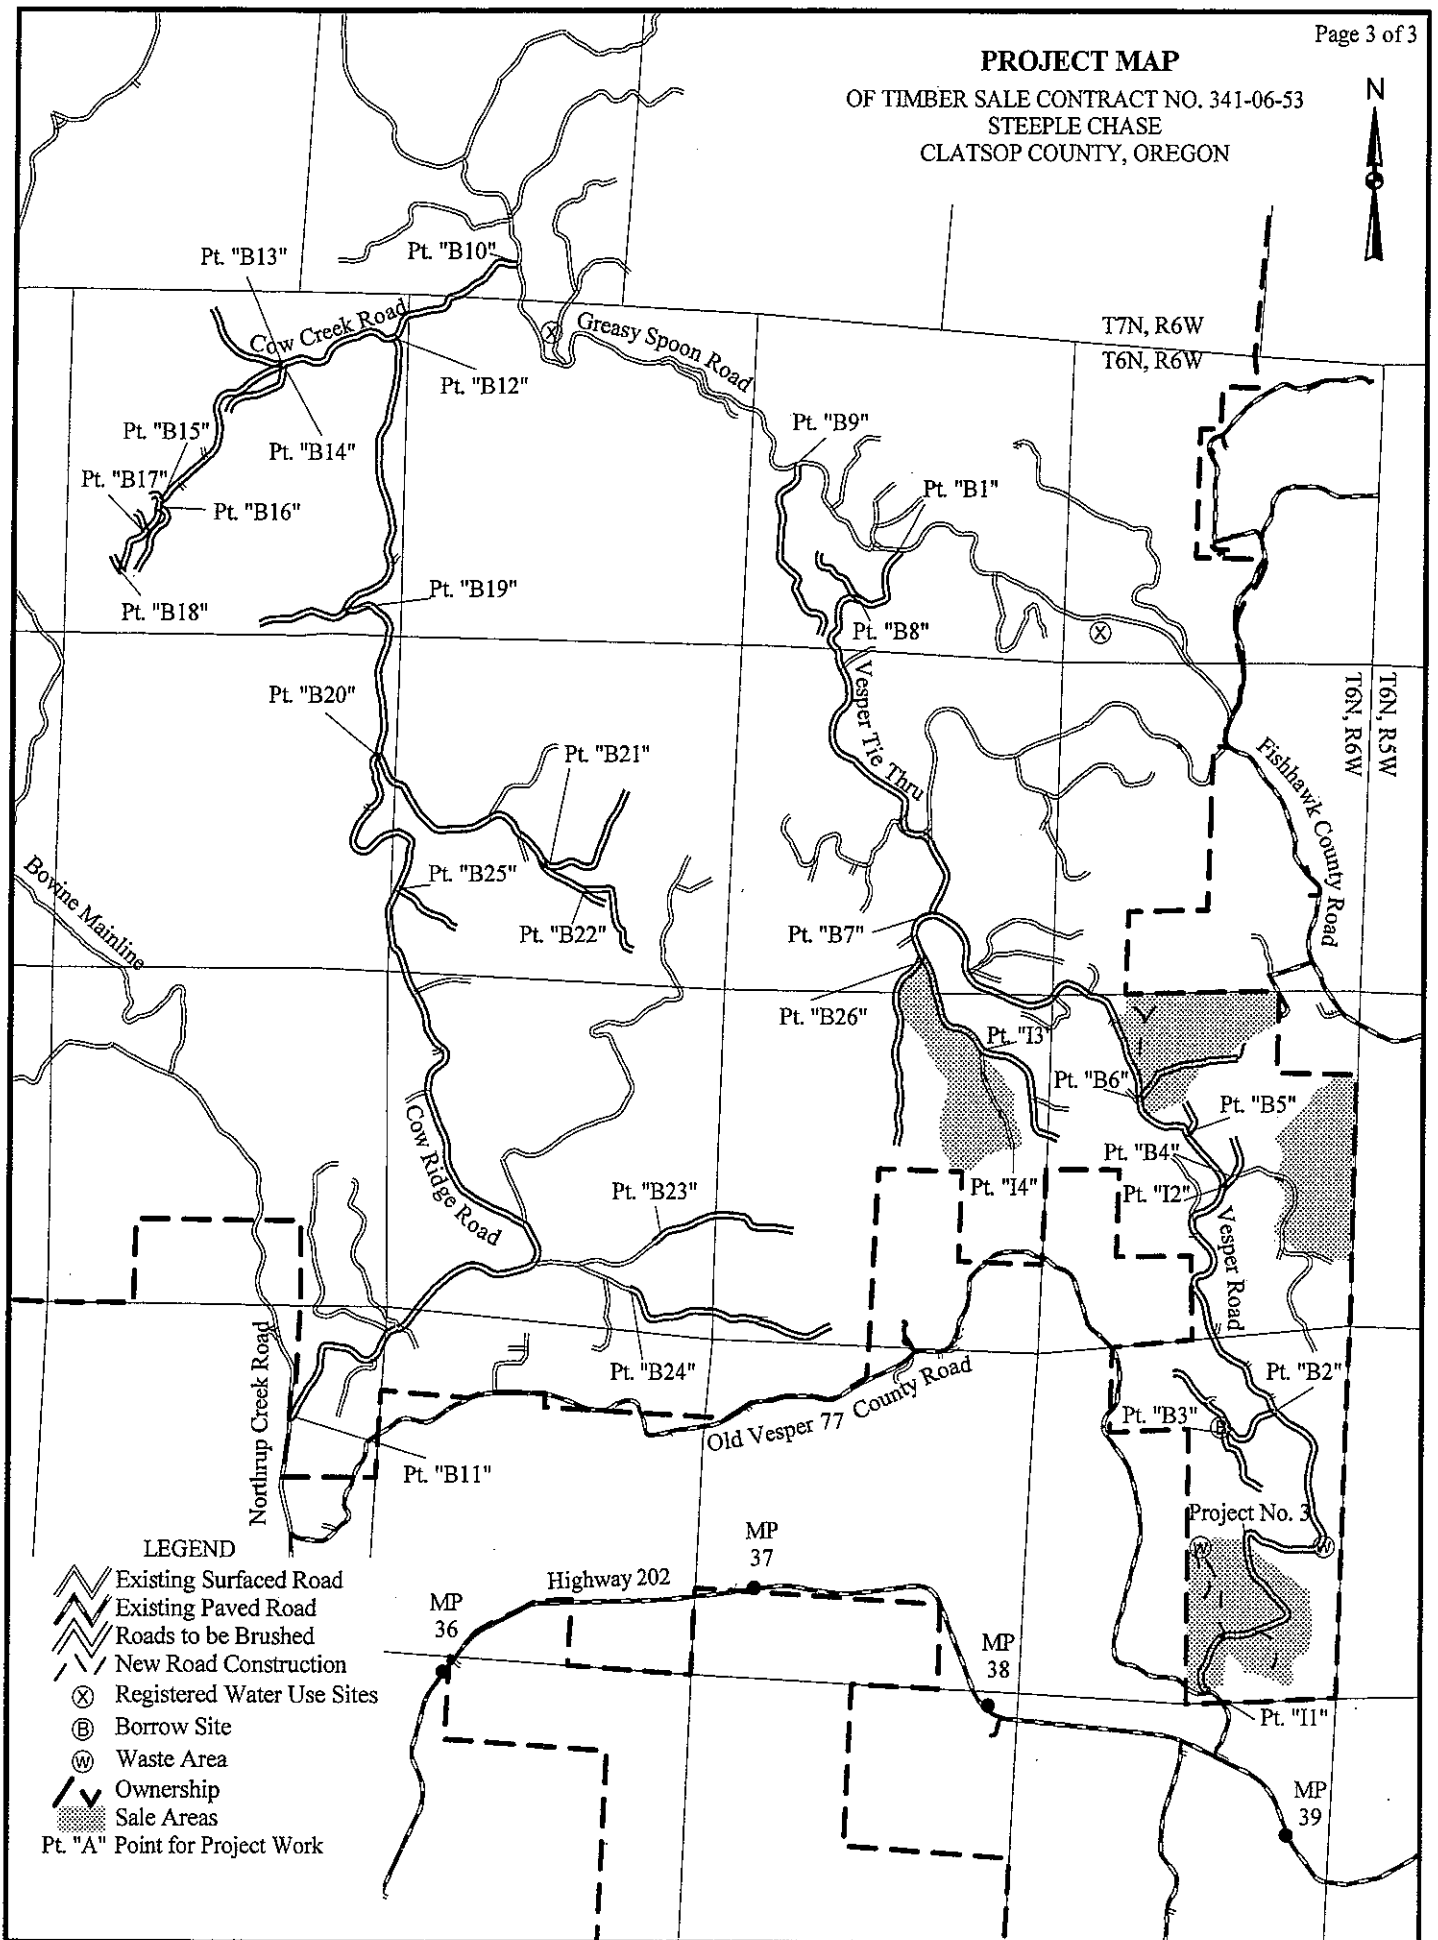 Page 3 of 3
PROJECT MAP
OF TIMBER SALE CONTRACT NO. 341-06-53
STEEPLE CHASE
CLATSOP COUNTY, OREGON
N
Pt. "B13"
Pt. "B10"
Cow Creek Road
Greasy Spoon Road
T7N, R6W
T6N, R6W
Pt. "B12"
Pt. "B9"
Pt. "B15"
Pt. "B14"
Pt. "B17"
Pt. "B1"
Pt. "B16"
X
Pt. "B19"
Pt. "B18"
Pt. "B8"
X
Vesper Tie Thru
T6N, R6W
T6N, R5W
Pt. "B20"
Pt. "B21"
Fishhawk County Road
Bovine Mainline
Pt. "B25"
Pt. "B22"
Pt. "B7"
Pt. "B26"
Pt. "I3"
Pt. "B6"
Pt. "B5"
Cow Ridge Road
Pt. "B4"
Pt. "I4"
Pt. "I2"
Pt. "B23"
Vesper Road
Northrup Creek Road
Pt. "B24"
Pt. "B2"
Old Vesper 77 County Road
Pt. "B3"
B
Pt. "B11"
Project No. 3
W
W
MP
37
Highway 202
MP
36
MP
38
Pt. "I1"
MP
39
LEGEND
Existing Surfaced Road
Existing Paved Road
Roads to be Brushed
New Road Construction
X Registered Water Use Sites
B Borrow Site
W Waste Area
Ownership
Sale Areas
Pt. "A" Point for Project Work